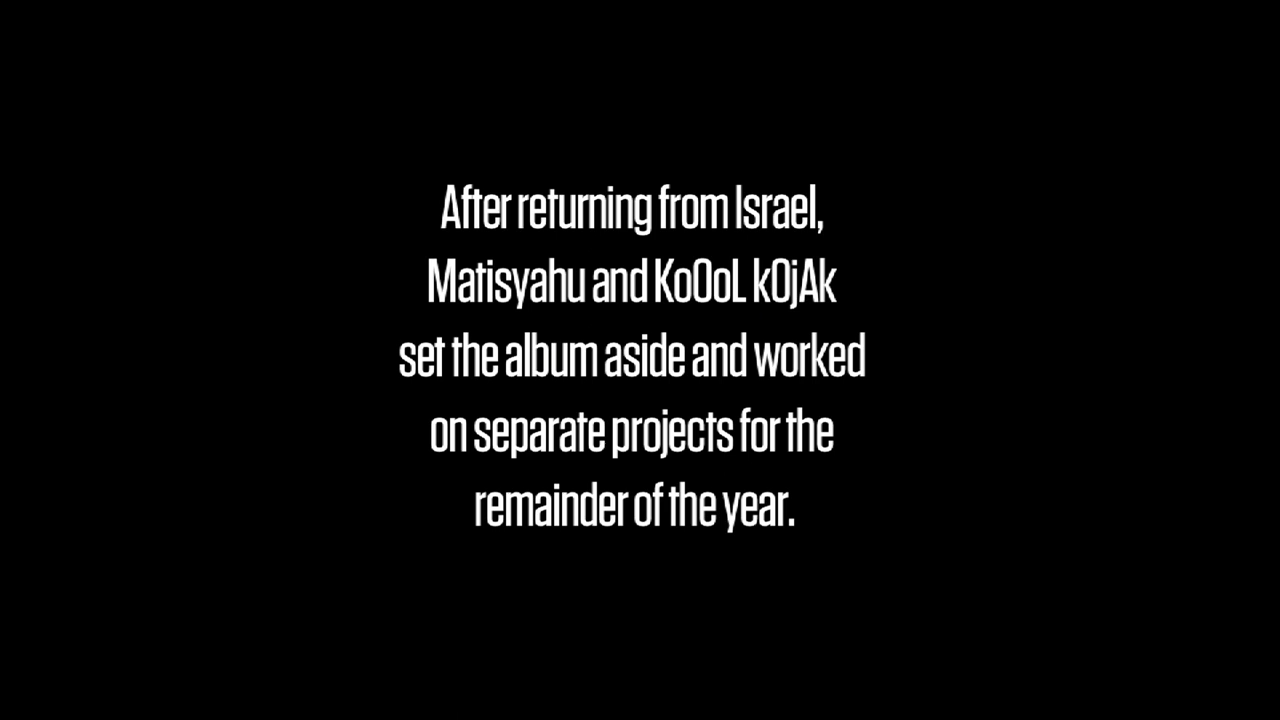 After returning from Israel,
Matisyahu and KoOoL kOjAk
set the album aside and worked
on separate projects for the
remainder of the year.